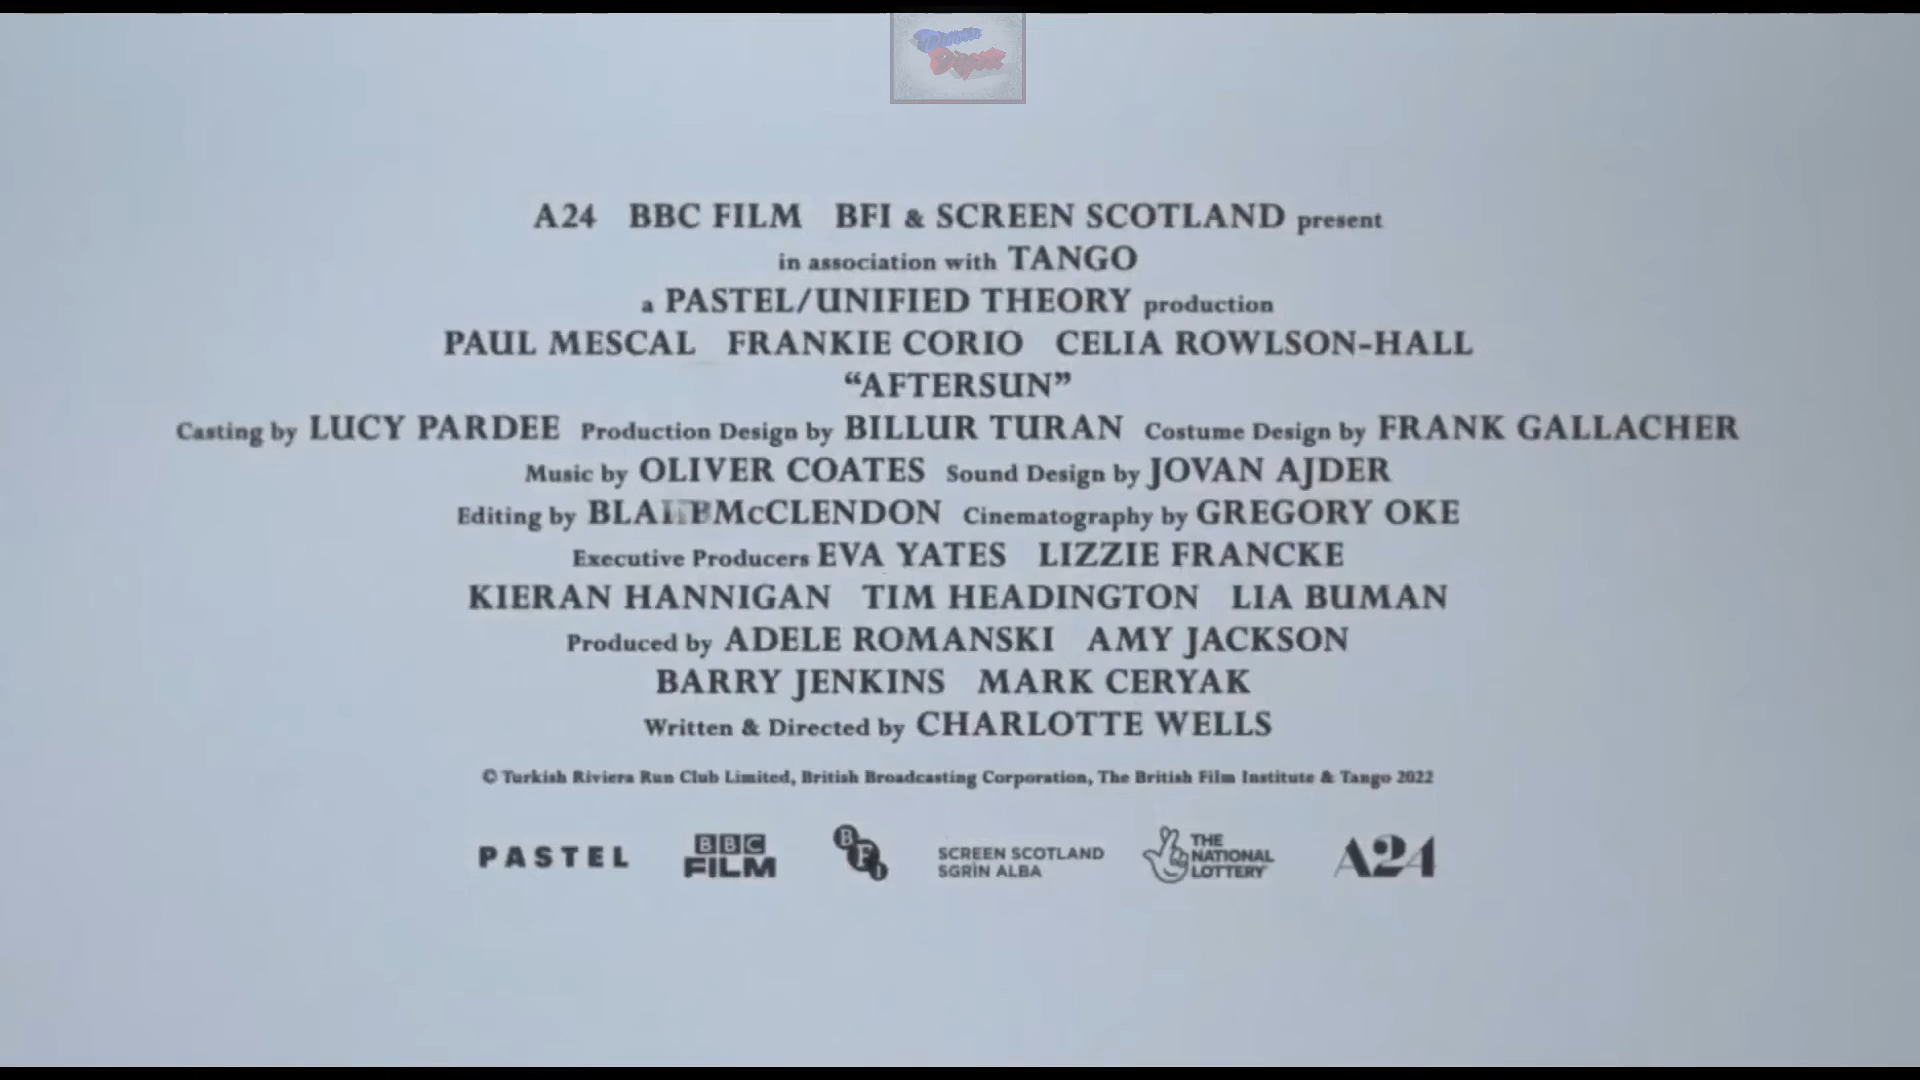 A24 BBC FILM BFI & SCREEN SCOTLAND present
in association with TANGO
a PASTEL/UNIFIED THEORY production
PAUL MESCAL FRANKIE CORIO CELIA ROWLSON-HALL
“AFTERSUN”
Casting by LUCY PARDEE Production Design by BILLUR TURAN Costume Design by FRANK GALLACHER
Music by OLIVER COATES Sound Design by JOVAN AJDER
Editing by McCLENDON Cinematography by GREGORY OKE
Executive Producers EVA YATES LIZZIE FRANCKE
KIERAN HANNIGAN TIM HEADINGTON LIA BUMAN
Produced by ADELE ROMANSKI AMY JACKSON
BARRY JENKINS MARK CERYAK
Written & Directed by CHARLOTTE WELLS
© Turkish Riviera Run Club Limited, British Broadcasting Corporation, The British Film Institute & Tango 2022
PASTEL BBC FILM BFI SCREEN SCOTLAND SGRÌN ALBA THE NATIONAL LOTTERY A24